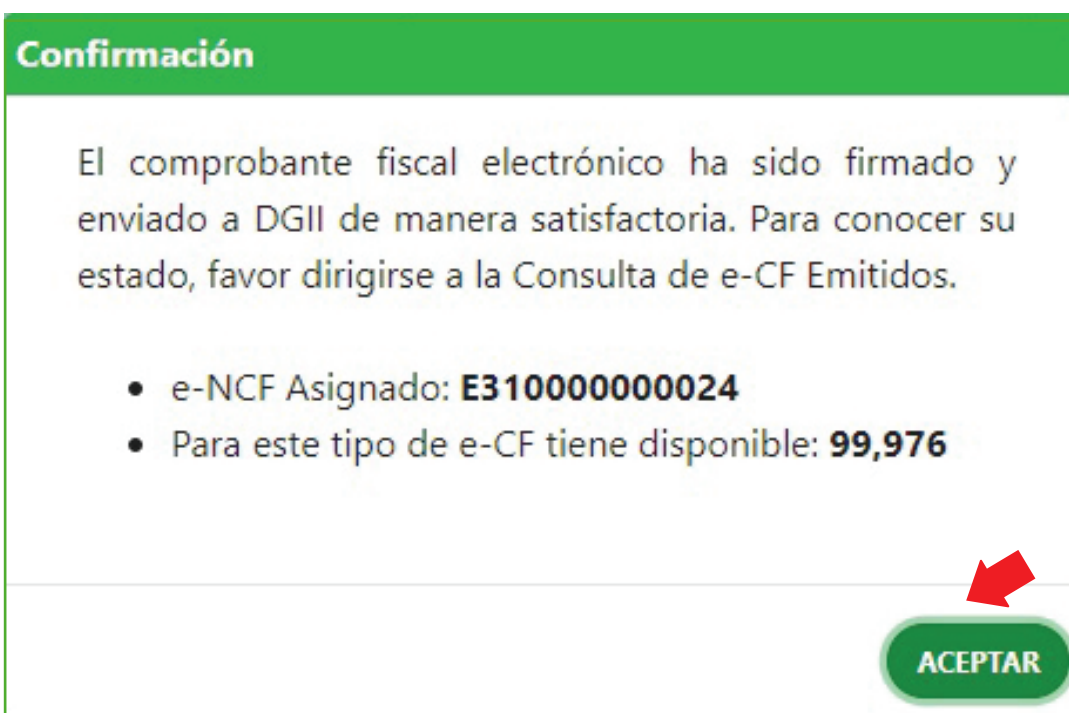 Confirmación
El comprobante fiscal electrónico ha sido firmado y
enviado a DGII de manera satisfactoria. Para conocer su
estado, favor dirigirse a la Consulta de e-CF Emitidos.
• e-NCF Asignado: E310000000024
• Para este tipo de e-CF tiene disponible: 99,976
ACEPTAR